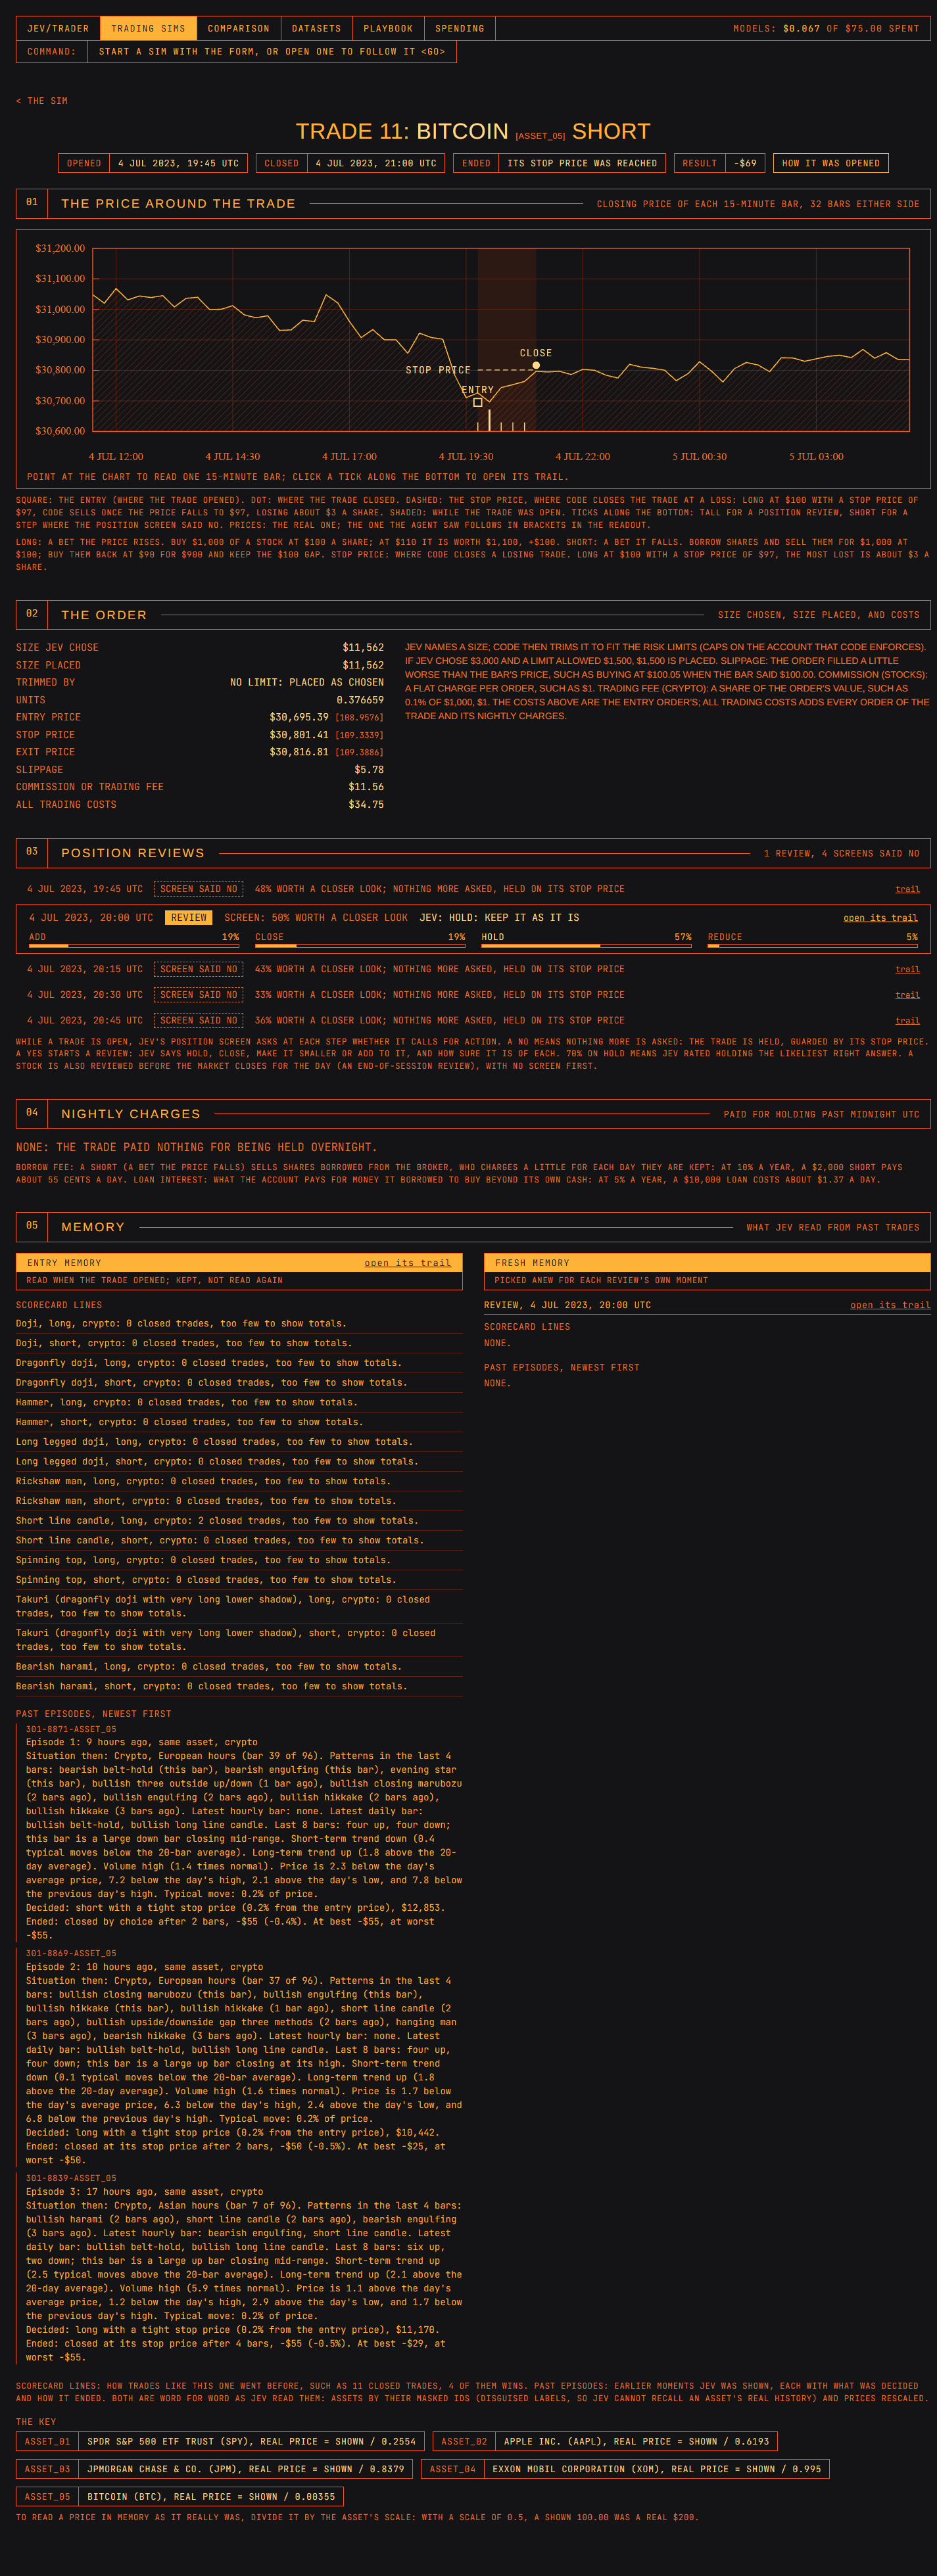 JEV/TRADER
TRADING SIMS
COMPARISON
DATASETS
PLAYBOOK
SPENDING
MODELS: $0.067 OF $75.00 SPENT
COMMAND:
START A SIM WITH THE FORM, OR OPEN ONE TO FOLLOW IT <GO>
< THE SIM
TRADE 11: BITCOIN [ASSET_05] SHORT
OPENED 4 JUL 2023, 19:45 UTC
CLOSED 4 JUL 2023, 21:00 UTC
ENDED ITS STOP PRICE WAS REACHED
RESULT -$69
HOW IT WAS OPENED
01 THE PRICE AROUND THE TRADE
CLOSING PRICE OF EACH 15-MINUTE BAR, 32 BARS EITHER SIDE
$31,200.00
$31,100.00
$31,000.00
$30,900.00
$30,800.00
$30,700.00
$30,600.00
CLOSE
STOP PRICE
ENTRY
4 JUL 12:00
4 JUL 14:30
4 JUL 17:00
4 JUL 19:30
4 JUL 22:00
5 JUL 00:30
5 JUL 03:00
POINT AT THE CHART TO READ ONE 15-MINUTE BAR; CLICK A TICK ALONG THE BOTTOM TO OPEN ITS TRAIL.
SQUARE: THE ENTRY (WHERE THE TRADE OPENED). DOT: WHERE THE TRADE CLOSED. DASHED: THE STOP PRICE, WHERE CODE CLOSES THE TRADE AT A LOSS: LONG AT $100 WITH A STOP PRICE OF
$97, CODE SELLS ONCE THE PRICE FALLS TO $97, LOSING ABOUT $3 A SHARE. SHADED: WHILE THE TRADE WAS OPEN. TICKS ALONG THE BOTTOM: TALL FOR A POSITION REVIEW, SHORT FOR A
STEP WHERE THE POSITION SCREEN SAID NO. PRICES: THE REAL ONE; THE ONE THE AGENT SAW FOLLOWS IN BRACKETS IN THE READOUT.
LONG: A BET THE PRICE RISES. BUY $1,000 OF A STOCK AT $100 A SHARE; AT $110 IT IS WORTH $1,100, +$100. SHORT: A BET IT FALLS. BORROW SHARES AND SELL THEM FOR $1,000 AT
$100; BUY THEM BACK AT $90 FOR $900 AND KEEP THE $100 GAP. STOP PRICE: WHERE CODE CLOSES A LOSING TRADE. LONG AT $100 WITH A STOP PRICE OF $97, THE MOST LOST IS ABOUT $3 A
SHARE.
02 THE ORDER
SIZE CHOSEN, SIZE PLACED, AND COSTS
SIZE JEV CHOSE $11,562
SIZE PLACED $11,562
TRIMMED BY NO LIMIT: PLACED AS CHOSEN
UNITS 0.376659
ENTRY PRICE $30,695.39 [108.9576]
STOP PRICE $30,801.41 [109.3339]
EXIT PRICE $30,816.81 [109.3886]
SLIPPAGE $5.78
COMMISSION OR TRADING FEE $11.56
ALL TRADING COSTS $34.75
JEV NAMES A SIZE; CODE THEN TRIMS IT TO FIT THE RISK LIMITS (CAPS ON THE ACCOUNT THAT CODE ENFORCES).
IF JEV CHOSE $3,000 AND A LIMIT ALLOWED $1,500, $1,500 IS PLACED. SLIPPAGE: THE ORDER FILLED A LITTLE
WORSE THAN THE BAR'S PRICE, SUCH AS BUYING AT $100.05 WHEN THE BAR SAID $100.00. COMMISSION (STOCKS):
A FLAT CHARGE PER ORDER, SUCH AS $1. TRADING FEE (CRYPTO): A SHARE OF THE ORDER'S VALUE, SUCH AS
0.1% OF $1,000, $1. THE COSTS ABOVE ARE THE ENTRY ORDER'S; ALL TRADING COSTS ADDS EVERY ORDER OF THE
TRADE AND ITS NIGHTLY CHARGES.
03 POSITION REVIEWS
1 REVIEW, 4 SCREENS SAID NO
4 JUL 2023, 19:45 UTC SCREEN SAID NO 48% WORTH A CLOSER LOOK; NOTHING MORE ASKED, HELD ON ITS STOP PRICE trail
4 JUL 2023, 20:00 UTC REVIEW SCREEN: 50% WORTH A CLOSER LOOK JEV: HOLD: KEEP IT AS IT IS open its trail
ADD 19% CLOSE 19% HOLD 57% REDUCE 5%
4 JUL 2023, 20:15 UTC SCREEN SAID NO 43% WORTH A CLOSER LOOK; NOTHING MORE ASKED, HELD ON ITS STOP PRICE trail
4 JUL 2023, 20:30 UTC SCREEN SAID NO 33% WORTH A CLOSER LOOK; NOTHING MORE ASKED, HELD ON ITS STOP PRICE trail
4 JUL 2023, 20:45 UTC SCREEN SAID NO 36% WORTH A CLOSER LOOK; NOTHING MORE ASKED, HELD ON ITS STOP PRICE trail
WHILE A TRADE IS OPEN, JEV'S POSITION SCREEN ASKS AT EACH STEP WHETHER IT CALLS FOR ACTION. A NO MEANS NOTHING MORE IS ASKED: THE TRADE IS HELD, GUARDED BY ITS STOP PRICE.
A YES STARTS A REVIEW: JEV SAYS HOLD, CLOSE, MAKE IT SMALLER OR ADD TO IT, AND HOW SURE IT IS OF EACH. 70% ON HOLD MEANS JEV RATED HOLDING THE LIKELIEST RIGHT ANSWER. A
STOCK IS ALSO REVIEWED BEFORE THE MARKET CLOSES FOR THE DAY (AN END-OF-SESSION REVIEW), WITH NO SCREEN FIRST.
04 NIGHTLY CHARGES
PAID FOR HOLDING PAST MIDNIGHT UTC
NONE: THE TRADE PAID NOTHING FOR BEING HELD OVERNIGHT.
BORROW FEE: A SHORT (A BET THE PRICE FALLS) SELLS SHARES BORROWED FROM THE BROKER, WHO CHARGES A LITTLE FOR EACH DAY THEY ARE KEPT: AT 10% A YEAR, A $2,000 SHORT PAYS
ABOUT 55 CENTS A DAY. LOAN INTEREST: WHAT THE ACCOUNT PAYS FOR MONEY IT BORROWED TO BUY BEYOND ITS OWN CASH: AT 5% A YEAR, A $10,000 LOAN COSTS ABOUT $1.37 A DAY.
05 MEMORY
WHAT JEV READ FROM PAST TRADES
ENTRY MEMORY open its trail
READ WHEN THE TRADE OPENED; KEPT, NOT READ AGAIN
SCORECARD LINES
Doji, long, crypto: 0 closed trades, too few to show totals.
Doji, short, crypto: 0 closed trades, too few to show totals.
Dragonfly doji, long, crypto: 0 closed trades, too few to show totals.
Dragonfly doji, short, crypto: 0 closed trades, too few to show totals.
Hammer, long, crypto: 0 closed trades, too few to show totals.
Hammer, short, crypto: 0 closed trades, too few to show totals.
Long legged doji, long, crypto: 0 closed trades, too few to show totals.
Long legged doji, short, crypto: 0 closed trades, too few to show totals.
Rickshaw man, long, crypto: 0 closed trades, too few to show totals.
Rickshaw man, short, crypto: 0 closed trades, too few to show totals.
Short line candle, long, crypto: 2 closed trades, too few to show totals.
Short line candle, short, crypto: 0 closed trades, too few to show totals.
Spinning top, long, crypto: 0 closed trades, too few to show totals.
Spinning top, short, crypto: 0 closed trades, too few to show totals.
Takuri (dragonfly doji with very long lower shadow), long, crypto: 0 closed
trades, too few to show totals.
Takuri (dragonfly doji with very long lower shadow), short, crypto: 0 closed
trades, too few to show totals.
Bearish harami, long, crypto: 0 closed trades, too few to show totals.
Bearish harami, short, crypto: 0 closed trades, too few to show totals.
PAST EPISODES, NEWEST FIRST
301-8871-ASSET_05
Episode 1: 9 hours ago, same asset, crypto
Situation then: Crypto, European hours (bar 39 of 96). Patterns in the last 4
bars: bearish belt-hold (this bar), bearish engulfing (this bar), evening star
(this bar), bullish three outside up/down (1 bar ago), bullish closing marubozu
(2 bars ago), bullish engulfing (2 bars ago), bullish hikkake (2 bars ago),
bullish hikkake (3 bars ago). Latest hourly bar: none. Latest daily bar:
bullish belt-hold, bullish long line candle. Last 8 bars: four up, four down;
this bar is a large down bar closing mid-range. Short-term trend down (0.4
typical moves below the 20-bar average). Long-term trend up (1.8 above the 20-
day average). Volume high (1.4 times normal). Price is 2.3 below the day's
average price, 7.2 below the day's high, 2.1 above the day's low, and 7.8 below
the previous day's high. Typical move: 0.2% of price.
Decided: short with a tight stop price (0.2% from the entry price), $12,853.
Ended: closed by choice after 2 bars, -$55 (-0.4%). At best -$55, at worst
-$55.
301-8869-ASSET_05
Episode 2: 10 hours ago, same asset, crypto
Situation then: Crypto, European hours (bar 37 of 96). Patterns in the last 4
bars: bullish closing marubozu (this bar), bullish engulfing (this bar),
bullish hikkake (this bar), bullish hikkake (1 bar ago), short line candle (2
bars ago), bullish upside/downside gap three methods (2 bars ago), hanging man
(3 bars ago), bearish hikkake (3 bars ago). Latest hourly bar: none. Latest
daily bar: bullish belt-hold, bullish long line candle. Last 8 bars: four up,
four down; this bar is a large up bar closing at its high. Short-term trend
down (0.1 typical moves below the 20-bar average). Long-term trend up (1.8
above the 20-day average). Volume high (1.6 times normal). Price is 1.7 below
the day's average price, 6.3 below the day's high, 2.4 above the day's low, and
6.8 below the previous day's high. Typical move: 0.2% of price.
Decided: long with a tight stop price (0.2% from the entry price), $10,442.
Ended: closed at its stop price after 2 bars, -$50 (-0.5%). At best -$25, at
worst -$50.
301-8839-ASSET_05
Episode 3: 17 hours ago, same asset, crypto
Situation then: Crypto, Asian hours (bar 7 of 96). Patterns in the last 4 bars:
bullish harami (2 bars ago), short line candle (2 bars ago), bearish engulfing
(3 bars ago). Latest hourly bar: bearish engulfing, short line candle. Latest
daily bar: bullish belt-hold, bullish long line candle. Last 8 bars: six up,
two down; this bar is a large up bar closing mid-range. Short-term trend up
(2.5 typical moves above the 20-bar average). Long-term trend up (2.1 above the
20-day average). Volume high (5.9 times normal). Price is 1.1 above the day's
average price, 1.2 below the day's high, 2.9 above the day's low, and 1.7 below
the previous day's high. Typical move: 0.2% of price.
Decided: long with a tight stop price (0.2% from the entry price), $11,170.
Ended: closed at its stop price after 4 bars, -$55 (-0.5%). At best -$29, at
worst -$55.
FRESH MEMORY
PICKED ANEW FOR EACH REVIEW'S OWN MOMENT
REVIEW, 4 JUL 2023, 20:00 UTC open its trail
SCORECARD LINES
NONE.
PAST EPISODES, NEWEST FIRST
NONE.
SCORECARD LINES: HOW TRADES LIKE THIS ONE WENT BEFORE, SUCH AS 11 CLOSED TRADES, 4 OF THEM WINS. PAST EPISODES: EARLIER MOMENTS JEV WAS SHOWN, EACH WITH WHAT WAS DECIDED
AND HOW IT ENDED. BOTH ARE WORD FOR WORD AS JEV READ THEM: ASSETS BY THEIR MASKED IDS (DISGUISED LABELS, SO JEV CANNOT RECALL AN ASSET'S REAL HISTORY) AND PRICES RESCALED.
THE KEY
ASSET_01 SPDR S&P 500 ETF TRUST (SPY), REAL PRICE = SHOWN / 0.2554
ASSET_02 APPLE INC. (AAPL), REAL PRICE = SHOWN / 0.6193
ASSET_03 JPMORGAN CHASE & CO. (JPM), REAL PRICE = SHOWN / 0.8379
ASSET_04 EXXON MOBIL CORPORATION (XOM), REAL PRICE = SHOWN / 0.995
ASSET_05 BITCOIN (BTC), REAL PRICE = SHOWN / 0.00355
TO READ A PRICE IN MEMORY AS IT REALLY WAS, DIVIDE IT BY THE ASSET'S SCALE: WITH A SCALE OF 0.5, A SHOWN 100.00 WAS A REAL $200.